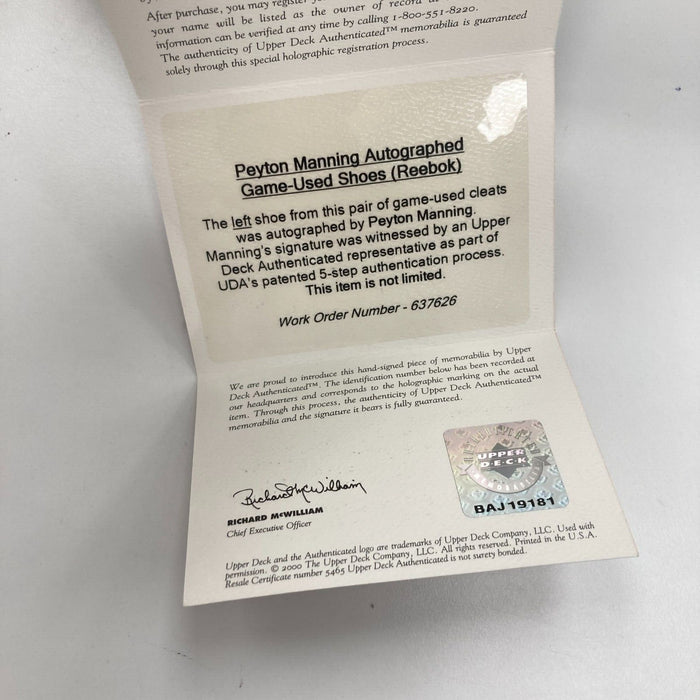 After purchase, you may register
your name will be listed as the owner of record
information can be verified at any time by calling 1-800-551-8220.
The authenticity of Upper Deck Authenticated™ memorabilia is guaranteed
solely through this special holographic registration process.
Peyton Manning Autographed
Game-Used Shoes (Reebok)
The left shoe from this pair of game-used cleats
was autographed by Peyton Manning.
Manning's signature was witnessed by an Upper
Deck Authenticated representative as part of
UDA's patented 5-step authentication process.
This item is not limited.
Work Order Number - 637626
We are proud to introduce this hand-signed piece of memorabilia by Upper
Deck Authenticated™. The identification number below has been recorded at
our headquarters and corresponds to the holographic marking on the actual
item. Through this process, the authenticity of Upper Deck Authenticated™
memorabilia and the signature it bears is fully guaranteed.
Richard McWilliam
RICHARD McWILLIAM
Chief Executive Officer
UPPER
D·E·C·K
BAJ19181
Upper Deck and the Authenticated logo are trademarks of Upper Deck Company, LLC. Used with
permission. © 2000 The Upper Deck Company, LLC. All rights reserved. Printed in the U.S.A.
Resale Certificate number 5465 Upper Deck Authenticated is not surety bonded.